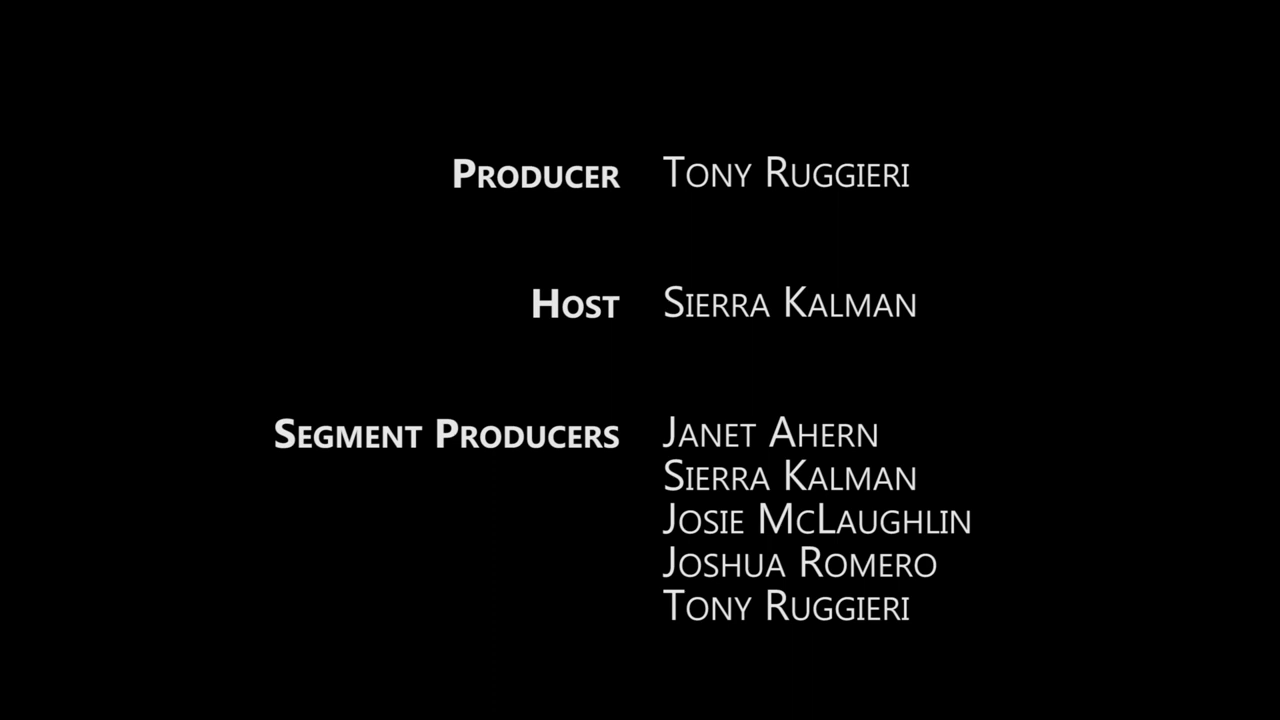 Producer Tony Ruggieri
Host Sierra Kalman
Segment Producers Janet Ahern
Sierra Kalman
Josie McLaughlin
Joshua Romero
Tony Ruggieri